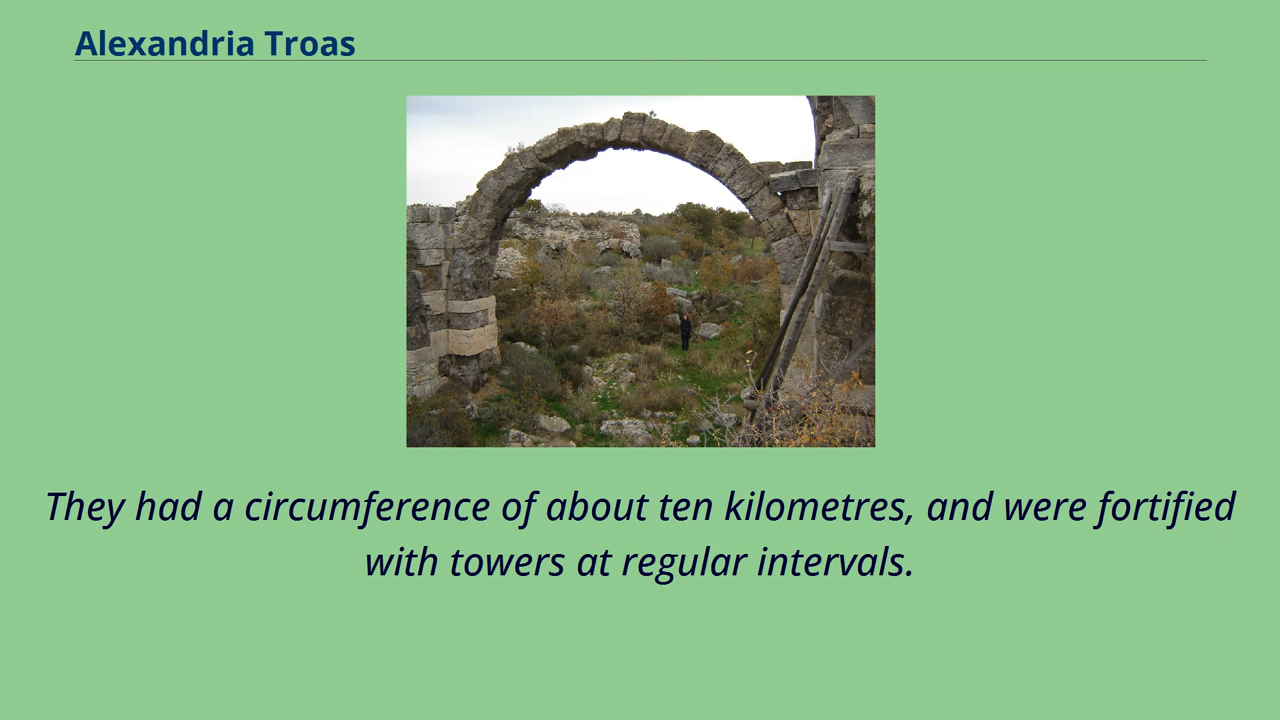 Alexandria Troas
They had a circumference of about ten kilometres, and were fortified
with towers at regular intervals.